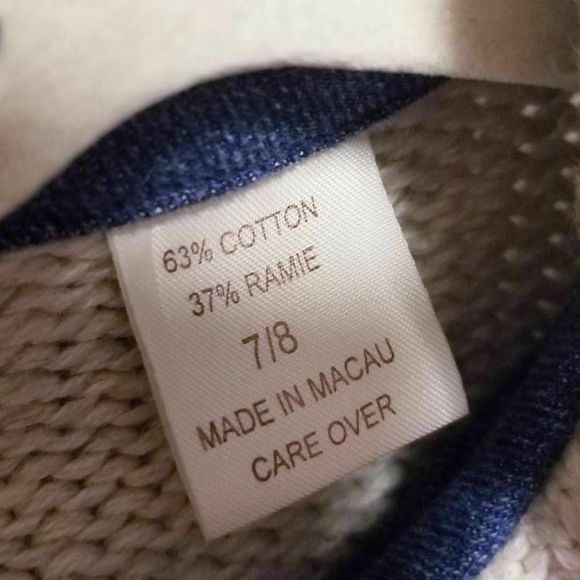 63% COTTON
37% RAMIE
7/8
MADE IN MACAU
CARE OVER